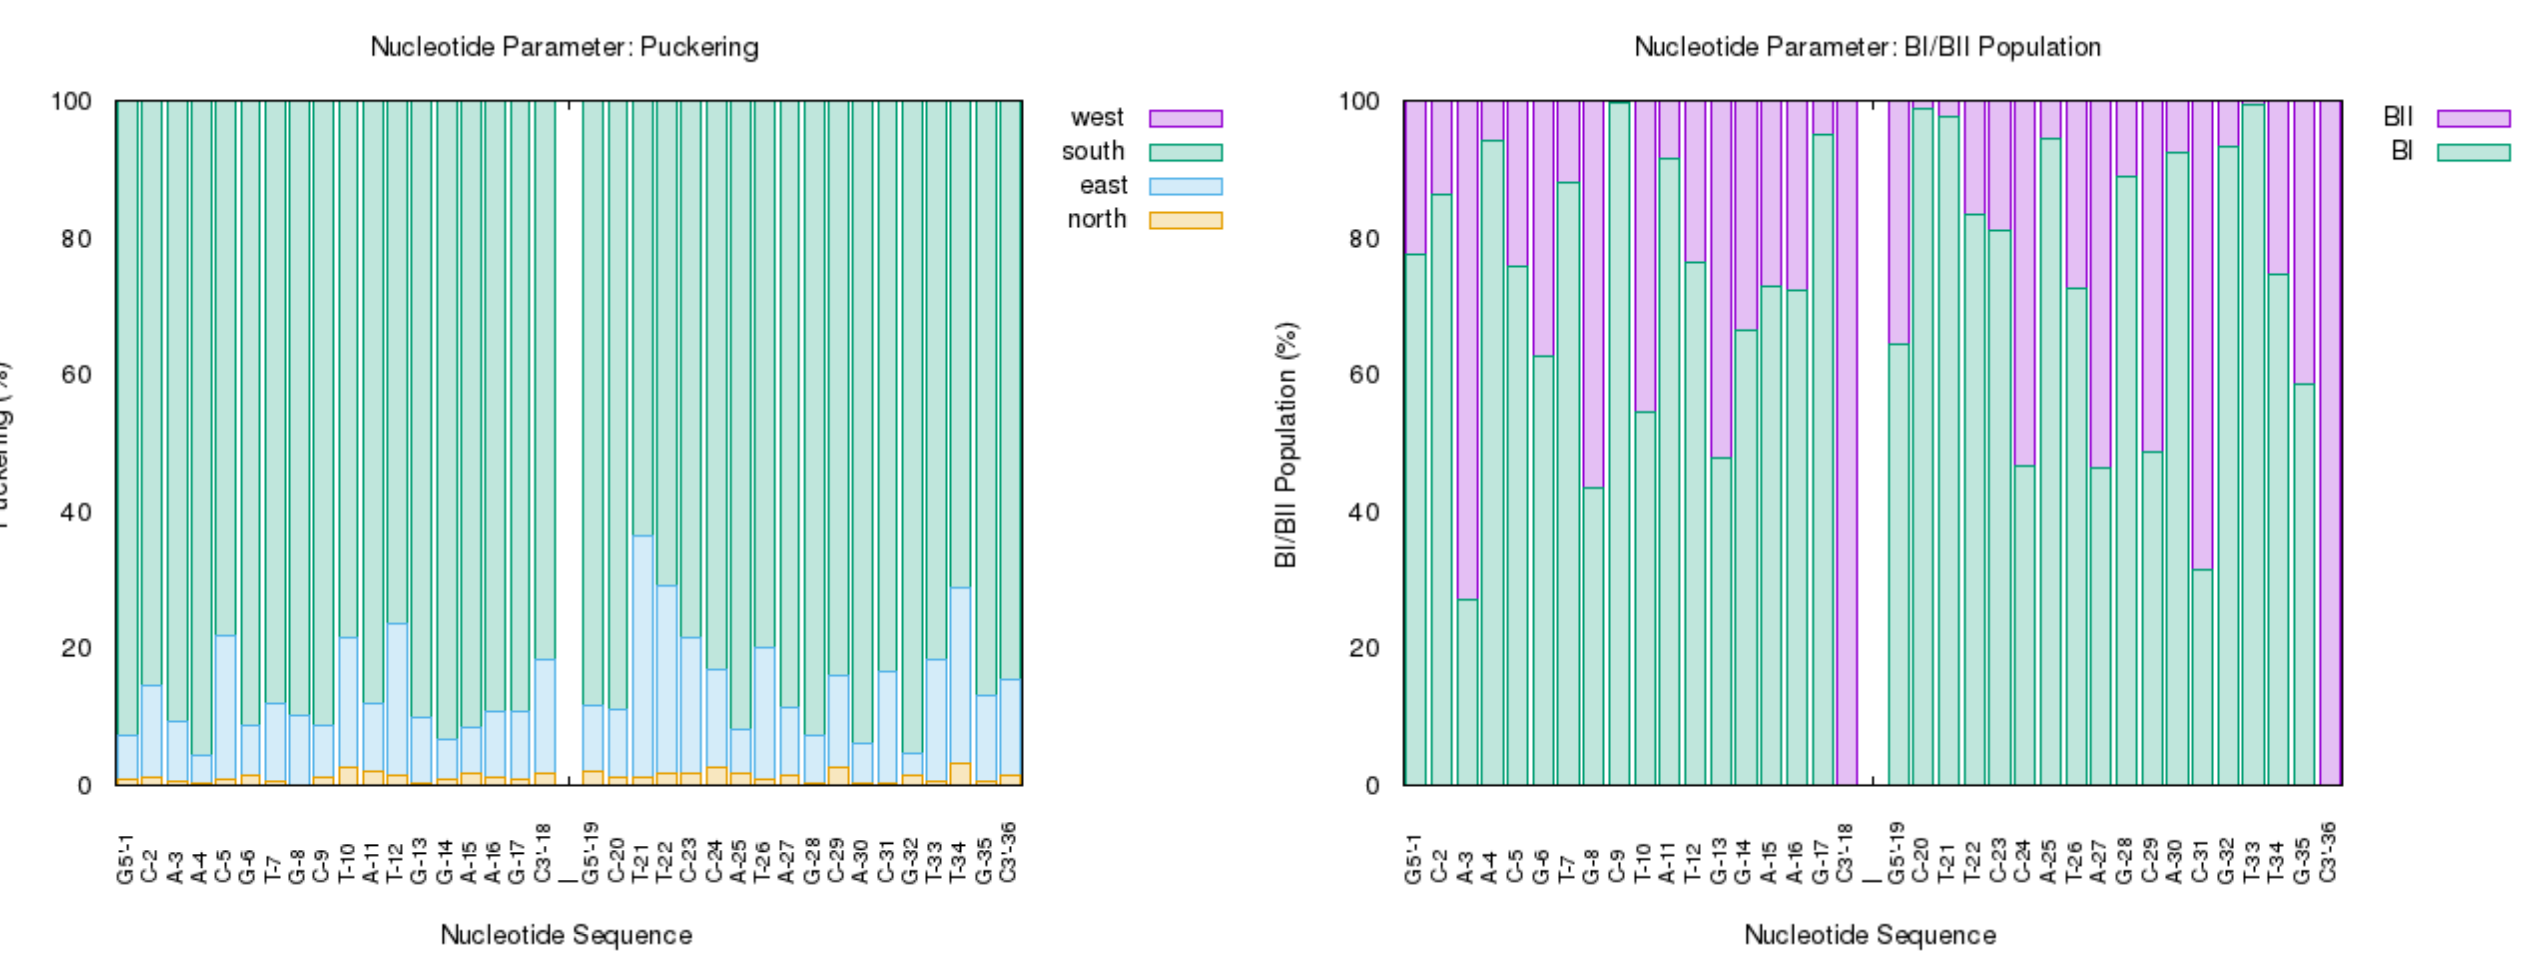 Nucleotide Parameter: Puckering
100
80
60
40
20
0
west
south
east
north
G5'-1
C-2
A-3
A-4
C-5
G-6
T-7
G-8
C-9
T-10
A-11
T-12
G-13
G-14
A-15
A-16
G-17
C3'-18
|
G5'-19
C-20
T-21
T-22
C-23
C-24
A-25
T-26
A-27
G-28
C-29
A-30
C-31
G-32
T-33
T-34
G-35
C3'-36
Nucleotide Sequence
Nucleotide Parameter: BI/BII Population
BI/BII Population (%)
100
80
60
40
20
0
BII
BI
G5'-1
C-2
A-3
A-4
C-5
G-6
T-7
G-8
C-9
T-10
A-11
T-12
G-13
G-14
A-15
A-16
G-17
C3'-18
|
G5'-19
C-20
T-21
T-22
C-23
C-24
A-25
T-26
A-27
G-28
C-29
A-30
C-31
G-32
T-33
T-34
G-35
C3'-36
Nucleotide Sequence